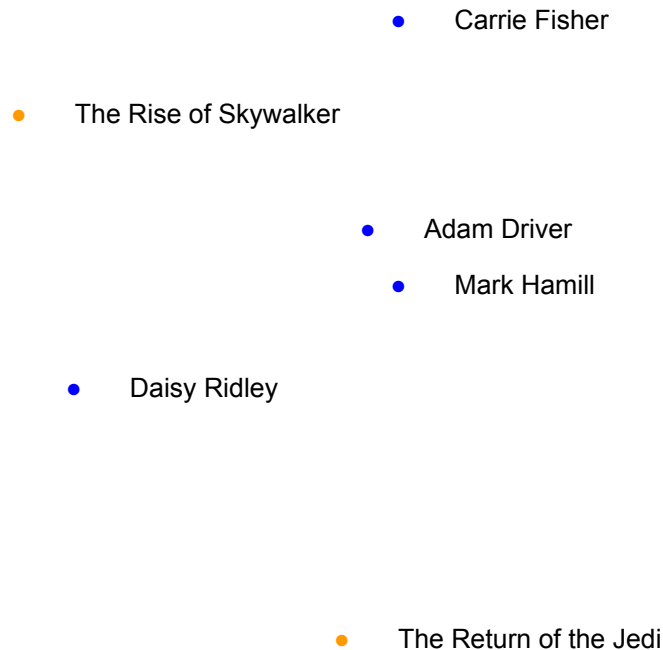 Carrie Fisher
The Rise of Skywalker
Adam Driver
Mark Hamill
Daisy Ridley
The Return of the Jedi